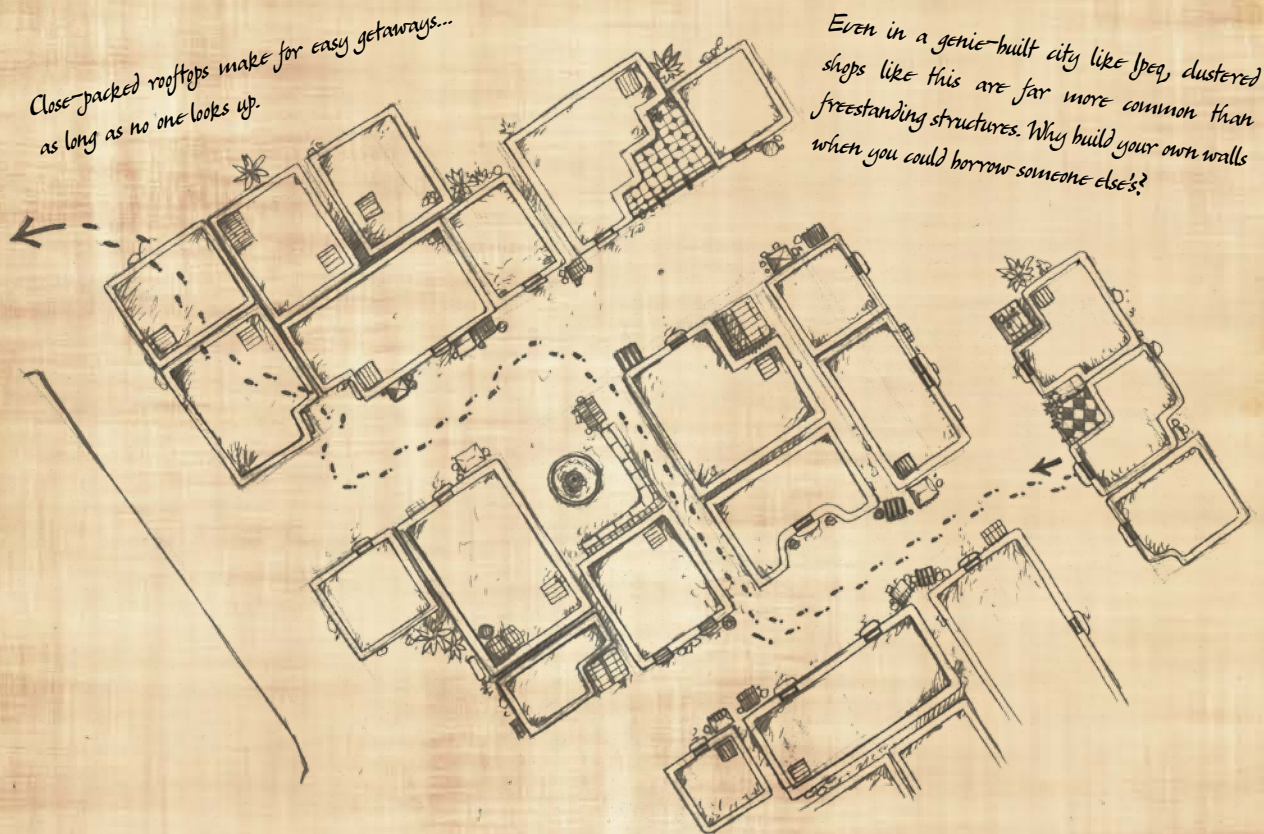 Close-packed rooftops make for easy getaways...
as long as no one looks up.
Even in a genie-built city like Ipeq, clustered
shops like this are far more common than
freestanding structures. Why build your own walls
when you could borrow someone else's?